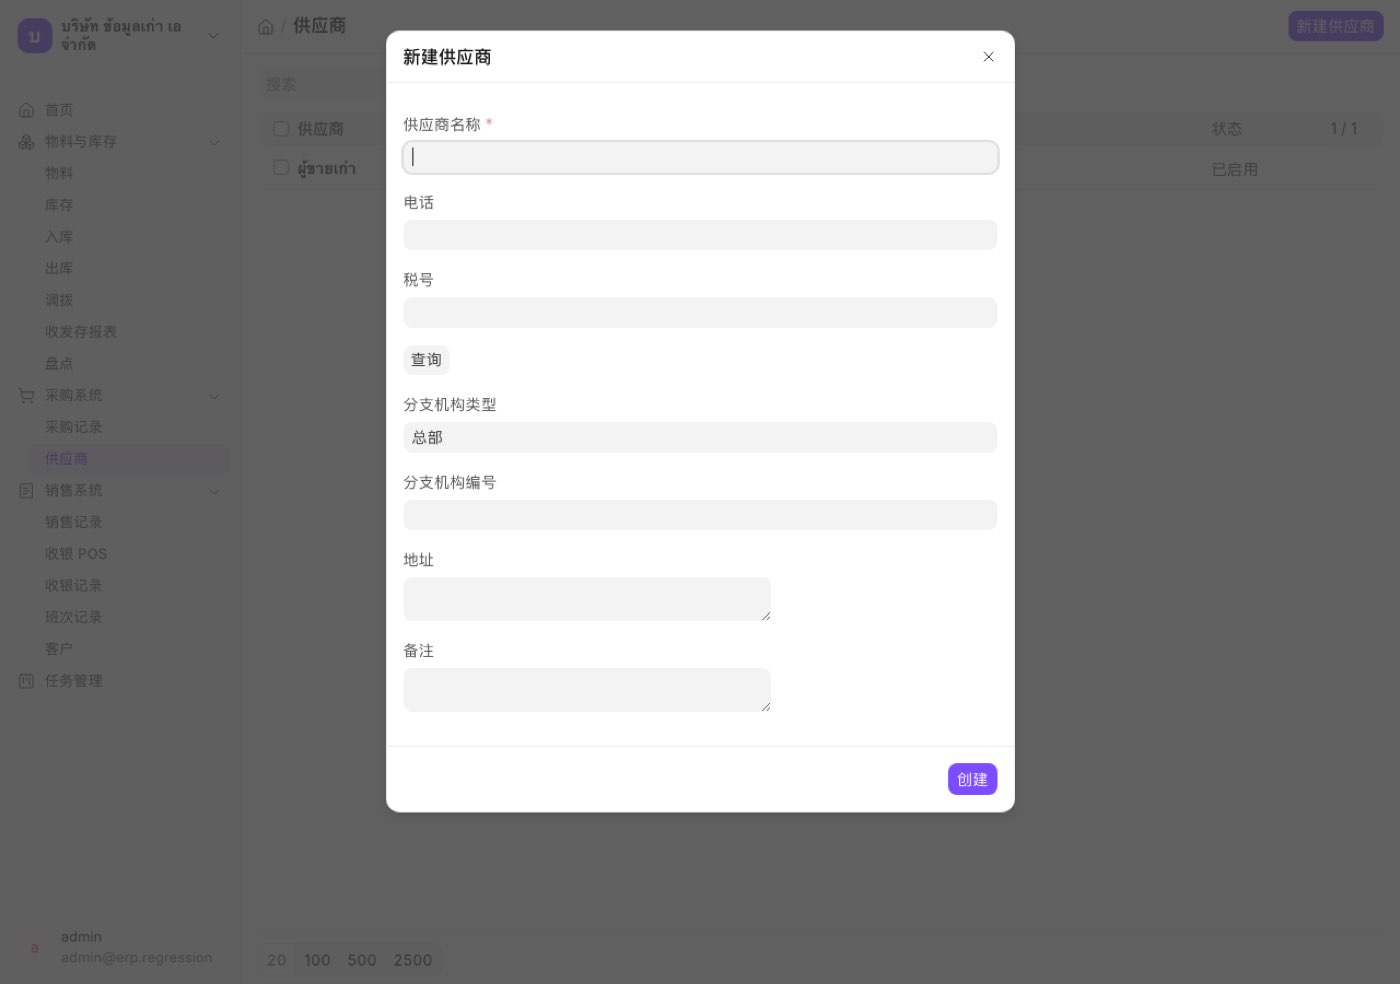 บริษัท ข้อมูลเก่า เอ
จำกัด
首页
物料与库存
物料
库存
入库
出库
调拨
收发存报表
盘点
采购系统
采购记录
供应商
销售系统
销售记录
收银 POS
收银记录
班次记录
客户
任务管理
a
admin
admin@erp.regression
/ 供应商
新建供应商
搜索
供应商
状态
1 / 1
ผู้ขายเก่า
已启用
20
100
500
2500
新建供应商
供应商名称 *
电话
税号
查询
分支机构类型
总部
分支机构编号
地址
备注
创建